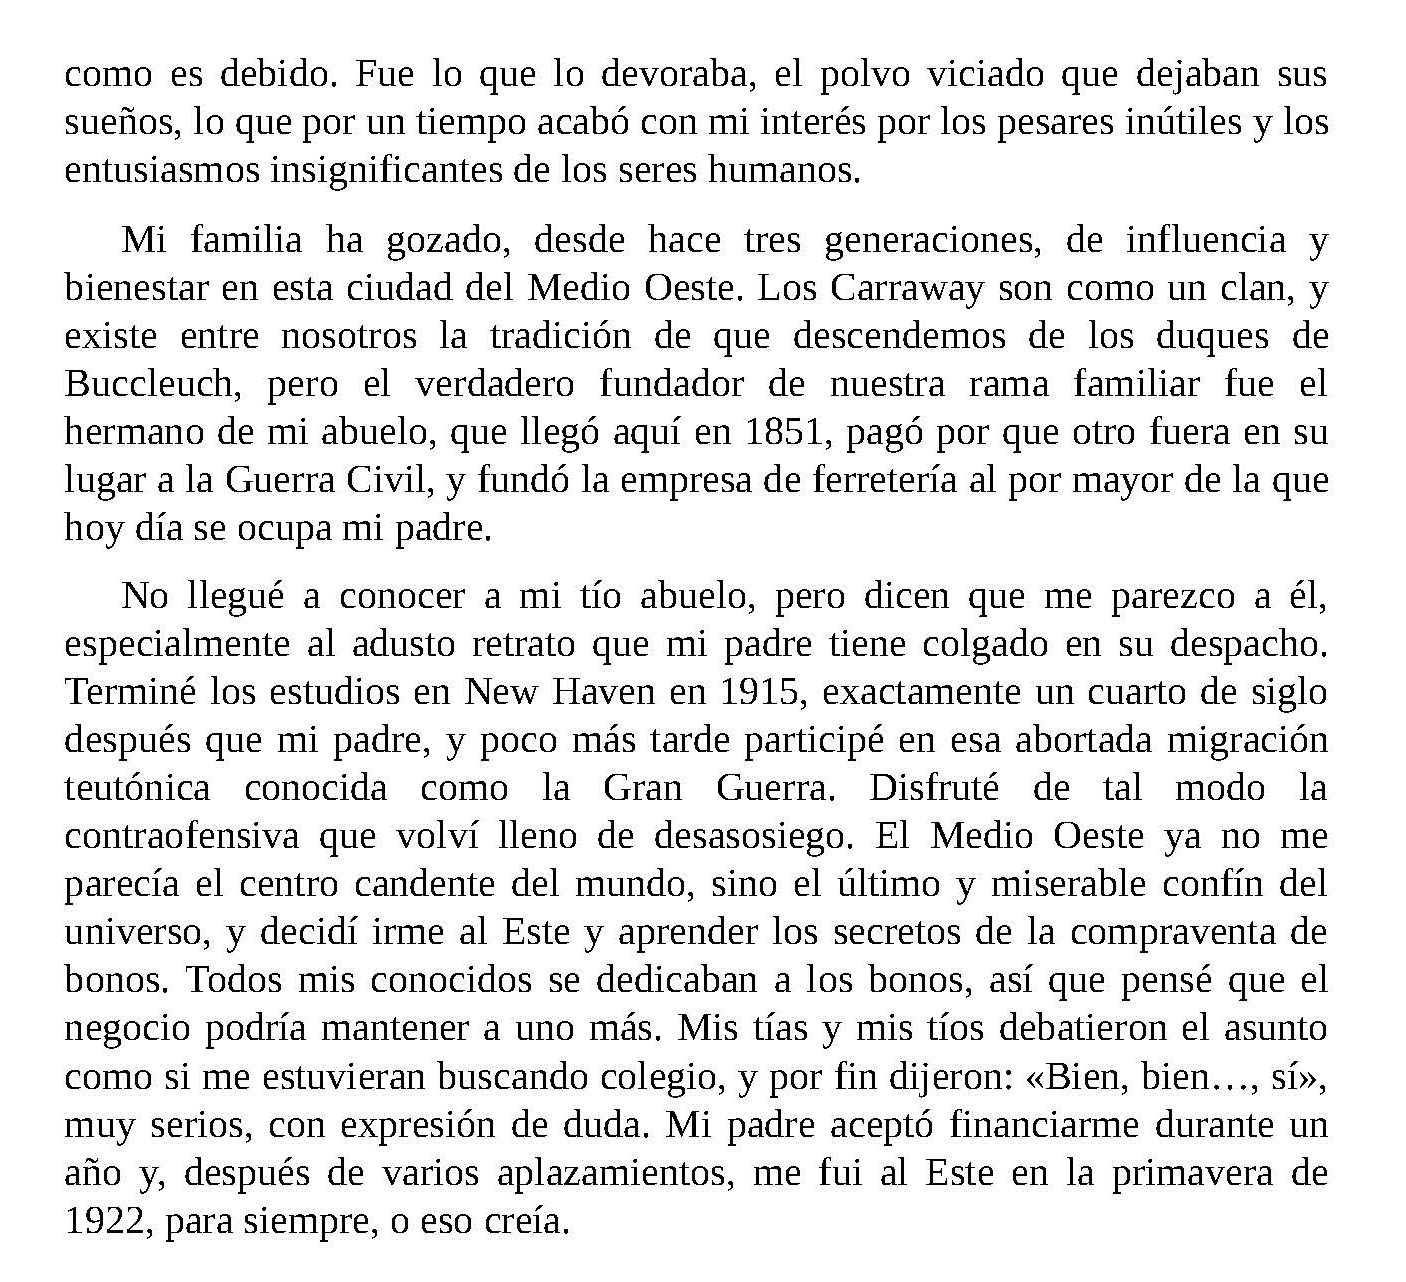 como es debido. Fue lo que lo devoraba, el polvo viciado que dejaban sus
sueños, lo que por un tiempo acabó con mi interés por los pesares inútiles y los
entusiasmos insignificantes de los seres humanos.
Mi familia ha gozado, desde hace tres generaciones, de influencia y
bienestar en esta ciudad del Medio Oeste. Los Carraway son como un clan, y
existe entre nosotros la tradición de que descendemos de los duques de
Buccleuch, pero el verdadero fundador de nuestra rama familiar fue el
hermano de mi abuelo, que llegó aquí en 1851, pagó por que otro fuera en su
lugar a la Guerra Civil, y fundó la empresa de ferretería al por mayor de la que
hoy día se ocupa mi padre.
No llegué a conocer a mi tío abuelo, pero dicen que me parezco a él,
especialmente al adusto retrato que mi padre tiene colgado en su despacho.
Terminé los estudios en New Haven en 1915, exactamente un cuarto de siglo
después que mi padre, y poco más tarde participé en esa abortada migración
teutónica conocida como la Gran Guerra. Disfruté de tal modo la
contraofensiva que volví lleno de desasosiego. El Medio Oeste ya no me
parecía el centro candente del mundo, sino el último y miserable confín del
universo, y decidí irme al Este y aprender los secretos de la compraventa de
bonos. Todos mis conocidos se dedicaban a los bonos, así que pensé que el
negocio podría mantener a uno más. Mis tías y mis tíos debatieron el asunto
como si me estuvieran buscando colegio, y por fin dijeron: «Bien, bien…, sí»,
muy serios, con expresión de duda. Mi padre aceptó financiarme durante un
año y, después de varios aplazamientos, me fui al Este en la primavera de
1922, para siempre, o eso creía.